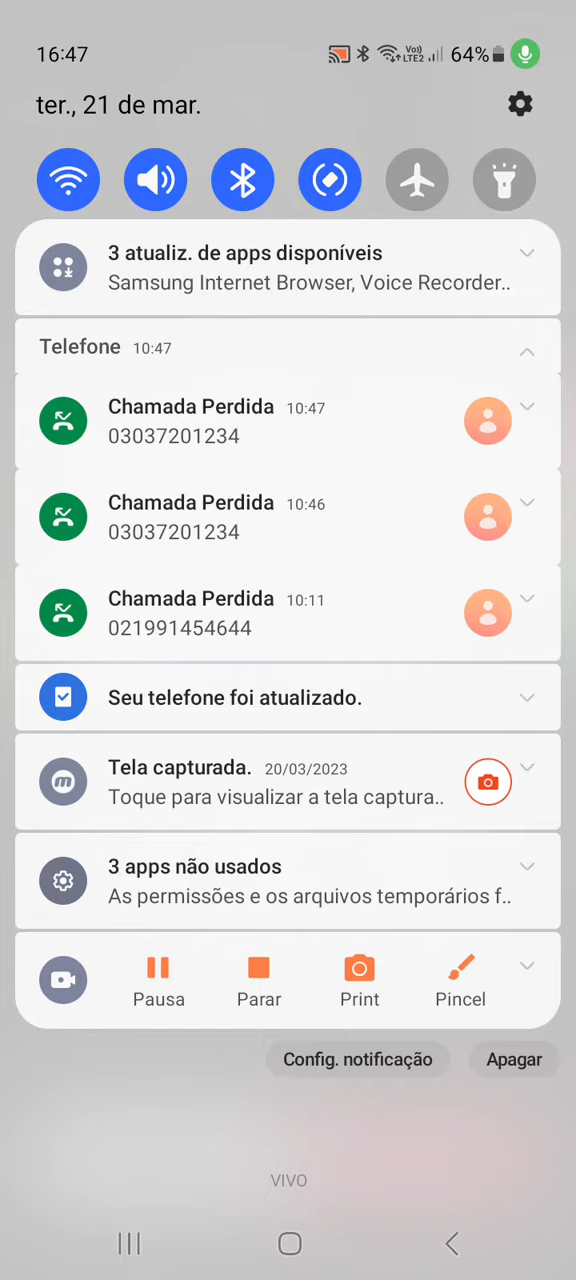 16:47
Vo)) LTE2 64%
ter., 21 de mar.
3 atualiz. de apps disponíveis
Samsung Internet Browser, Voice Recorder..
Telefone 10:47
Chamada Perdida 10:47
03037201234
Chamada Perdida 10:46
03037201234
Chamada Perdida 10:11
021991454644
Seu telefone foi atualizado.
Tela capturada. 20/03/2023
Toque para visualizar a tela captura..
3 apps não usados
As permissões e os arquivos temporários f..
Pausa Parar Print Pincel
Config. notificação Apagar
VIVO